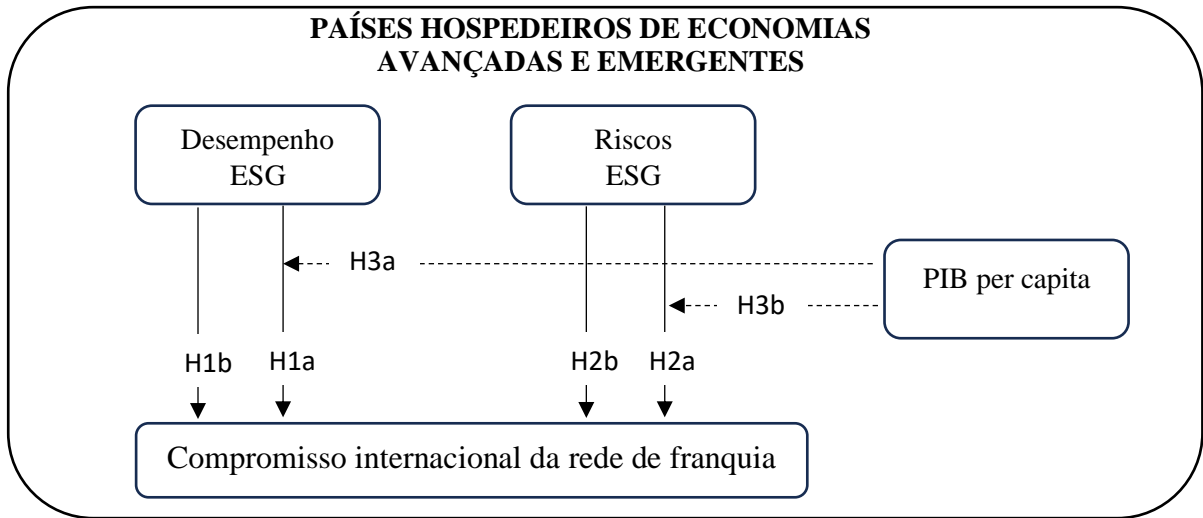 PAÍSES HOSPEDEIROS DE ECONOMIAS
AVANÇADAS E EMERGENTES
Desempenho
ESG
Riscos
ESG
H3a
PIB per capita
H3b
H1b
H1a
H2b
H2a
Compromisso internacional da rede de franquia